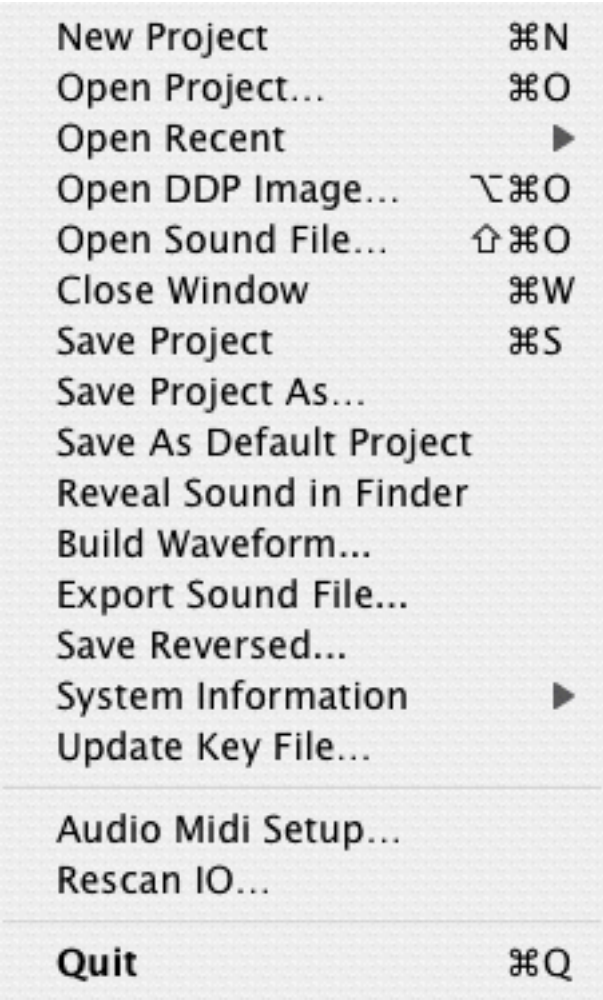 New Project ⌘N
Open Project... ⌘O
Open Recent ▶
Open DDP Image... ⌥⌘O
Open Sound File... ⇧⌘O
Close Window ⌘W
Save Project ⌘S
Save Project As...
Save As Default Project
Reveal Sound in Finder
Build Waveform...
Export Sound File...
Save Reversed...
System Information ▶
Update Key File...
Audio Midi Setup...
Rescan IO...
Quit ⌘Q